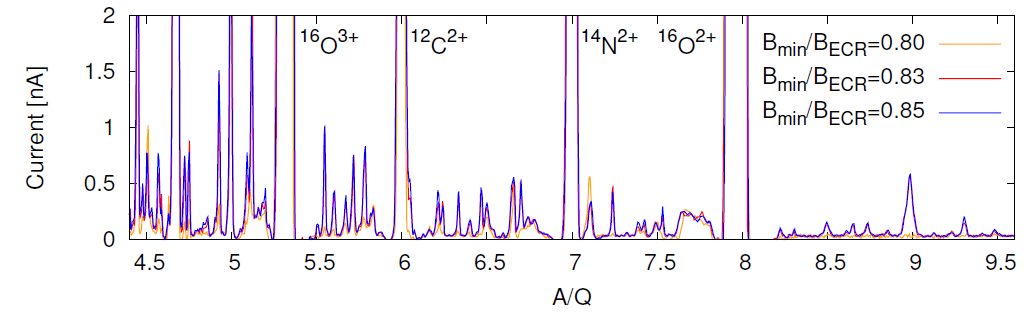 2
1.5
1
0.5
0
Current [nA]
16O3+
12C2+
14N2+
16O2+
Bmin/BECR=0.80
Bmin/BECR=0.83
Bmin/BECR=0.85
4.5 5 5.5 6 6.5 7 7.5 8 8.5 9 9.5
A/Q